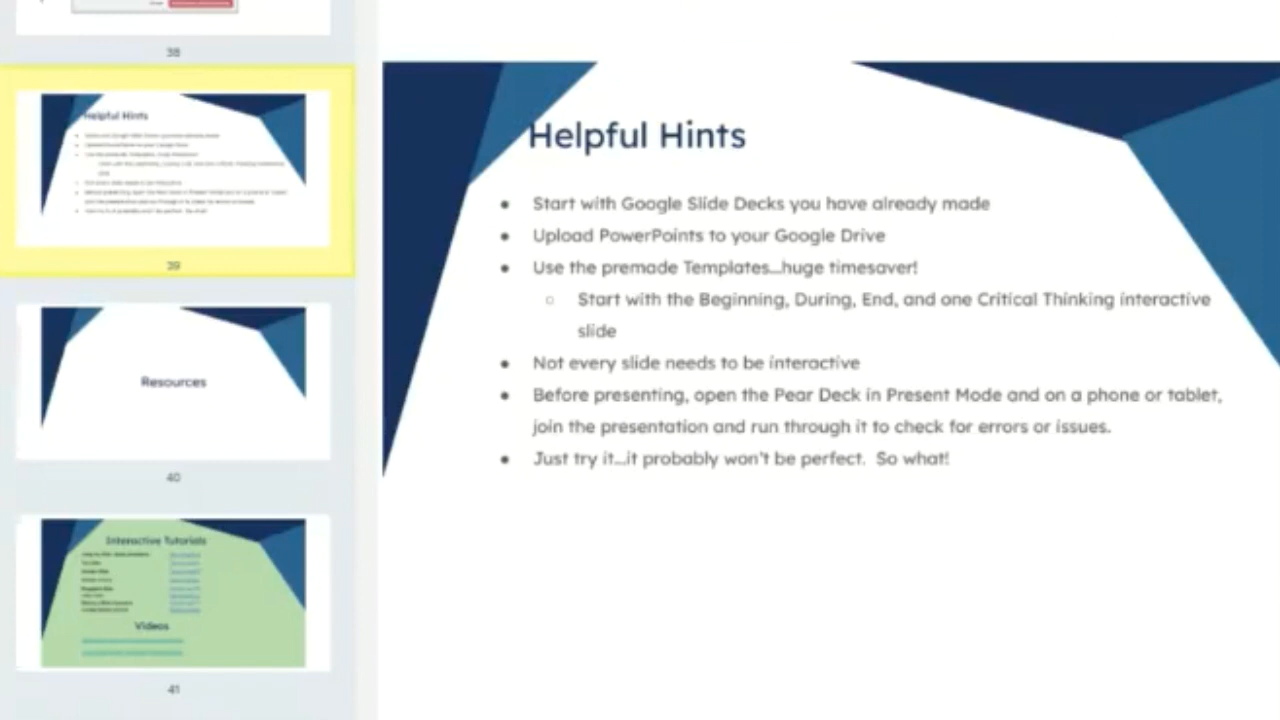 38
Helpful Hints
39
Resources
40
Interactive Tutorials
Videos
41
Helpful Hints
● Start with Google Slide Decks you have already made
● Upload PowerPoints to your Google Drive
● Use the premade Templates...huge timesaver!
○ Start with the Beginning, During, End, and one Critical Thinking interactive
slide
● Not every slide needs to be interactive
● Before presenting, open the Pear Deck in Present Mode and on a phone or tablet,
join the presentation and run through it to check for errors or issues.
● Just try it...it probably won't be perfect.  So what!